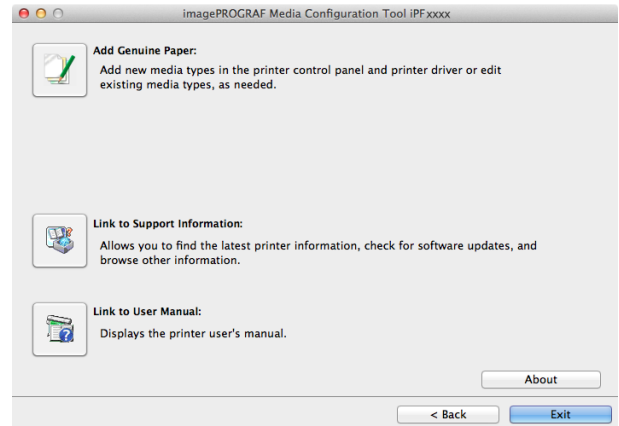 imagePROGRAF Media Configuration Tool iPFxxxx
Add Genuine Paper:
Add new media types in the printer control panel and printer driver or edit
existing media types, as needed.
Link to Support Information:
Allows you to find the latest printer information, check for software updates, and
browse other information.
Link to User Manual:
Displays the printer user's manual.
About
< Back
Exit